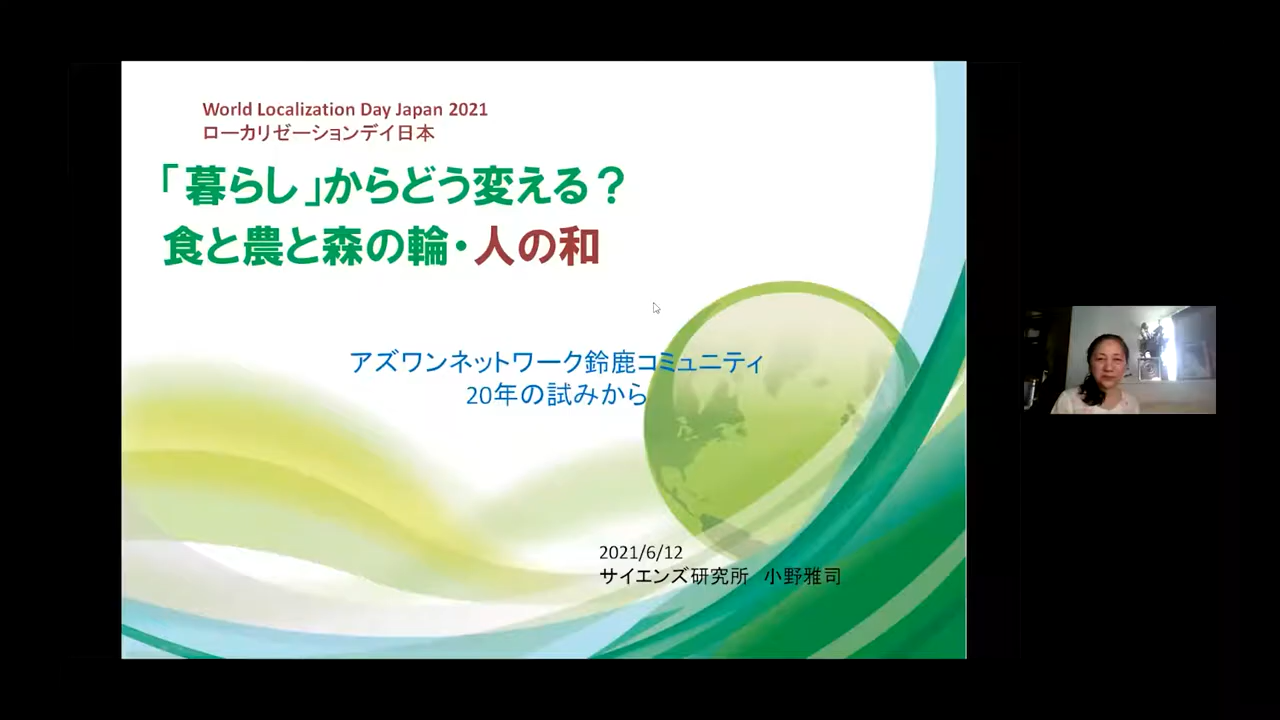 World Localization Day Japan 2021
ローカリゼーションデイ日本
「暮らし」からどう変える？
食と農と森の輪・人の和
アズワンネットワーク鈴鹿コミュニティ
20年の試みから
2021/6/12
サイエンズ研究所　小野雅司